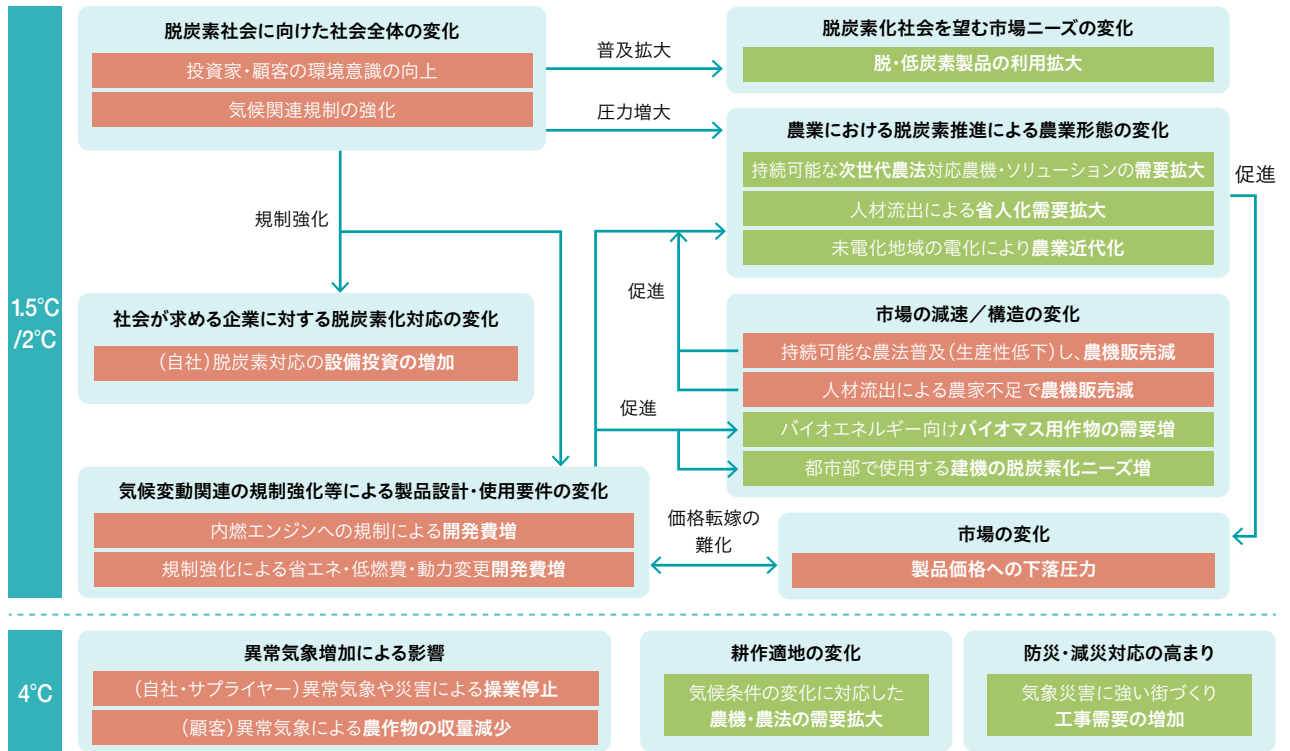 1.5°C
/2°C
脱炭素社会に向けた社会全体の変化
投資家・顧客の環境意識の向上
気候関連規制の強化
普及拡大
圧力増大
規制強化
脱炭素化社会を望む市場ニーズの変化
脱・低炭素製品の利用拡大
農業における脱炭素推進による農業形態の変化
持続可能な次世代農法対応農機・ソリューションの需要拡大
人材流出による省人化需要拡大
未電化地域の電化により農業近代化
促進
社会が求める企業に対する脱炭素化対応の変化
（自社）脱炭素対応の設備投資の増加
促進
市場の減速／構造の変化
持続可能な農法普及（生産性低下）し、農機販売減
人材流出による農家不足で農機販売減
バイオエネルギー向けバイオマス用作物の需要増
都市部で使用する建機の脱炭素化ニーズ増
促進
気候変動関連の規制強化等による製品設計・使用要件の変化
内燃エンジンへの規制による開発費増
規制強化による省エネ・低燃費・動力変更開発費増
価格転嫁の
難化
市場の変化
製品価格への下落圧力
4°C
異常気象増加による影響
（自社・サプライヤー）異常気象や災害による操業停止
（顧客）異常気象による農作物の収量減少
耕作適地の変化
気候条件の変化に対応した
農機・農法の需要拡大
防災・減災対応の高まり
気象災害に強い街づくり
工事需要の増加